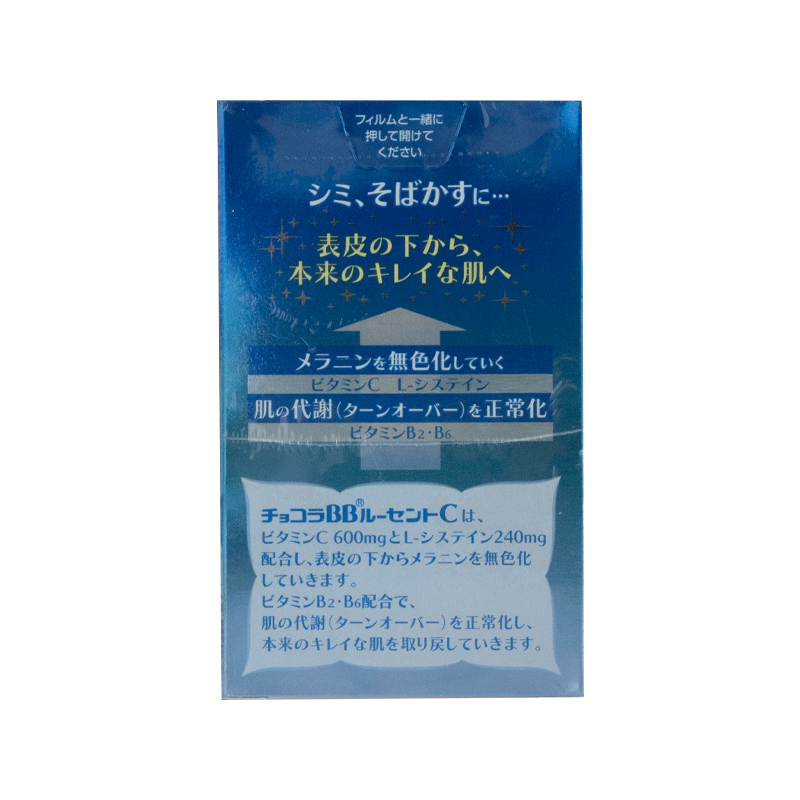 フィルムと一緒に
押して開けて
ください
シミ、そばかすに…
表皮の下から、
本来のキレイな肌へ
メラニンを無色化していく
ビタミンC L-システイン
肌の代謝(ターンオーバー)を正常化
ビタミンB2・B6
チョコラBB®ルーセントCは、
ビタミンC 600mgとL-システイン240mg
配合し、表皮の下からメラニンを無色化
していきます。
ビタミンB2・B6配合で、
肌の代謝(ターンオーバー)を正常化し、
本来のキレイな肌を取り戻していきます。